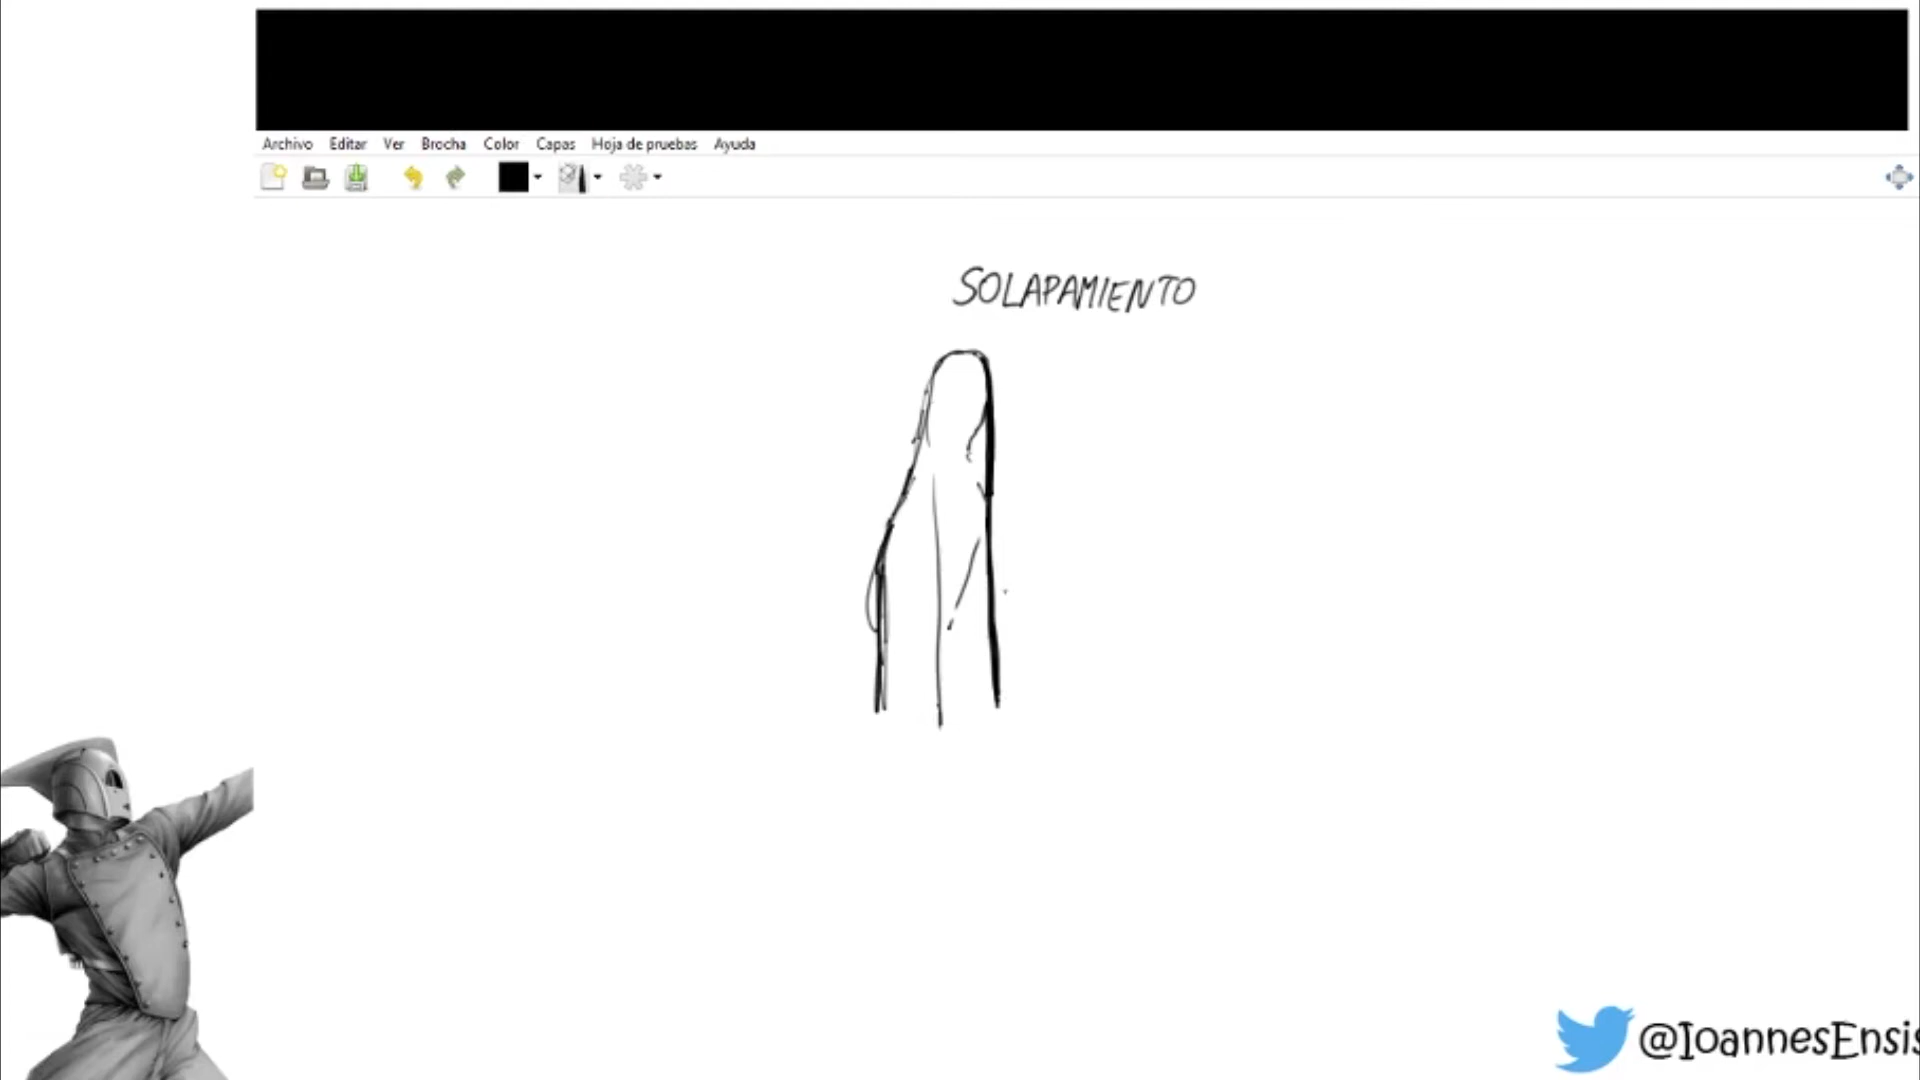 Archivo Editar Ver Brocha Color Capas Hoja de pruebas Ayuda
SOLAPAMIENTO
@IoannesEnsis